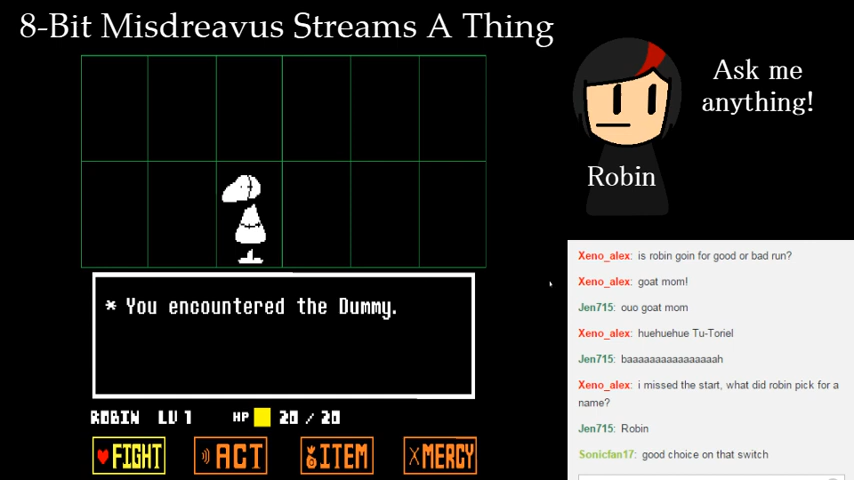 8-Bit Misdreavus Streams A Thing
Ask me
anything!
Robin
* You encountered the Dummy.
ROBIN LV 1 HP 20 / 20
FIGHT ACT ITEM MERCY
Xeno_alex: is robin goin for good or bad run?
Xeno_alex: goat mom!
Jen715: ouo goat mom
Xeno_alex: huehuehue Tu-Toriel
Jen715: baaaaaaaaaaaaaaaah
Xeno_alex: i missed the start, what did robin pick for a
name?
Jen715: Robin
Sonicfan17: good choice on that switch